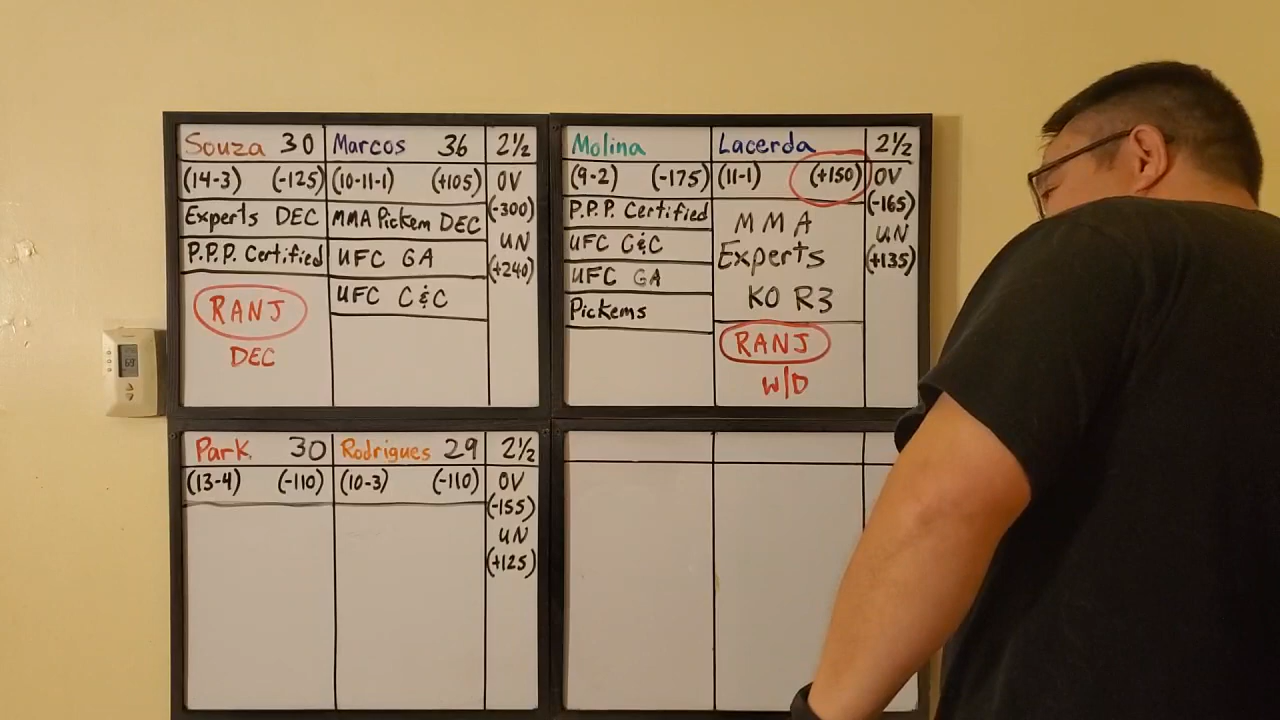 Souza 30 Marcos 36 2½
(14-3) (-125) (10-11-1) (+105) OV
(-300)
Experts DEC MMA Pickem DEC
UN
P.P.P. Certified UFC GA
(+240)
RANJ UFC C&C
DEC
Molina Lacerda 2½
(9-2) (-175) (11-1) (+150) OV
(-165)
P.P.P. Certified MMA
UN
UFC C&C Experts
(+135)
UFC GA KO R3
Pickems
RANJ
W/D
69
Park 30 Rodrigues 29 2½
(13-4) (-110) (10-3) (-110) OV
(-155)
UN
(+125)